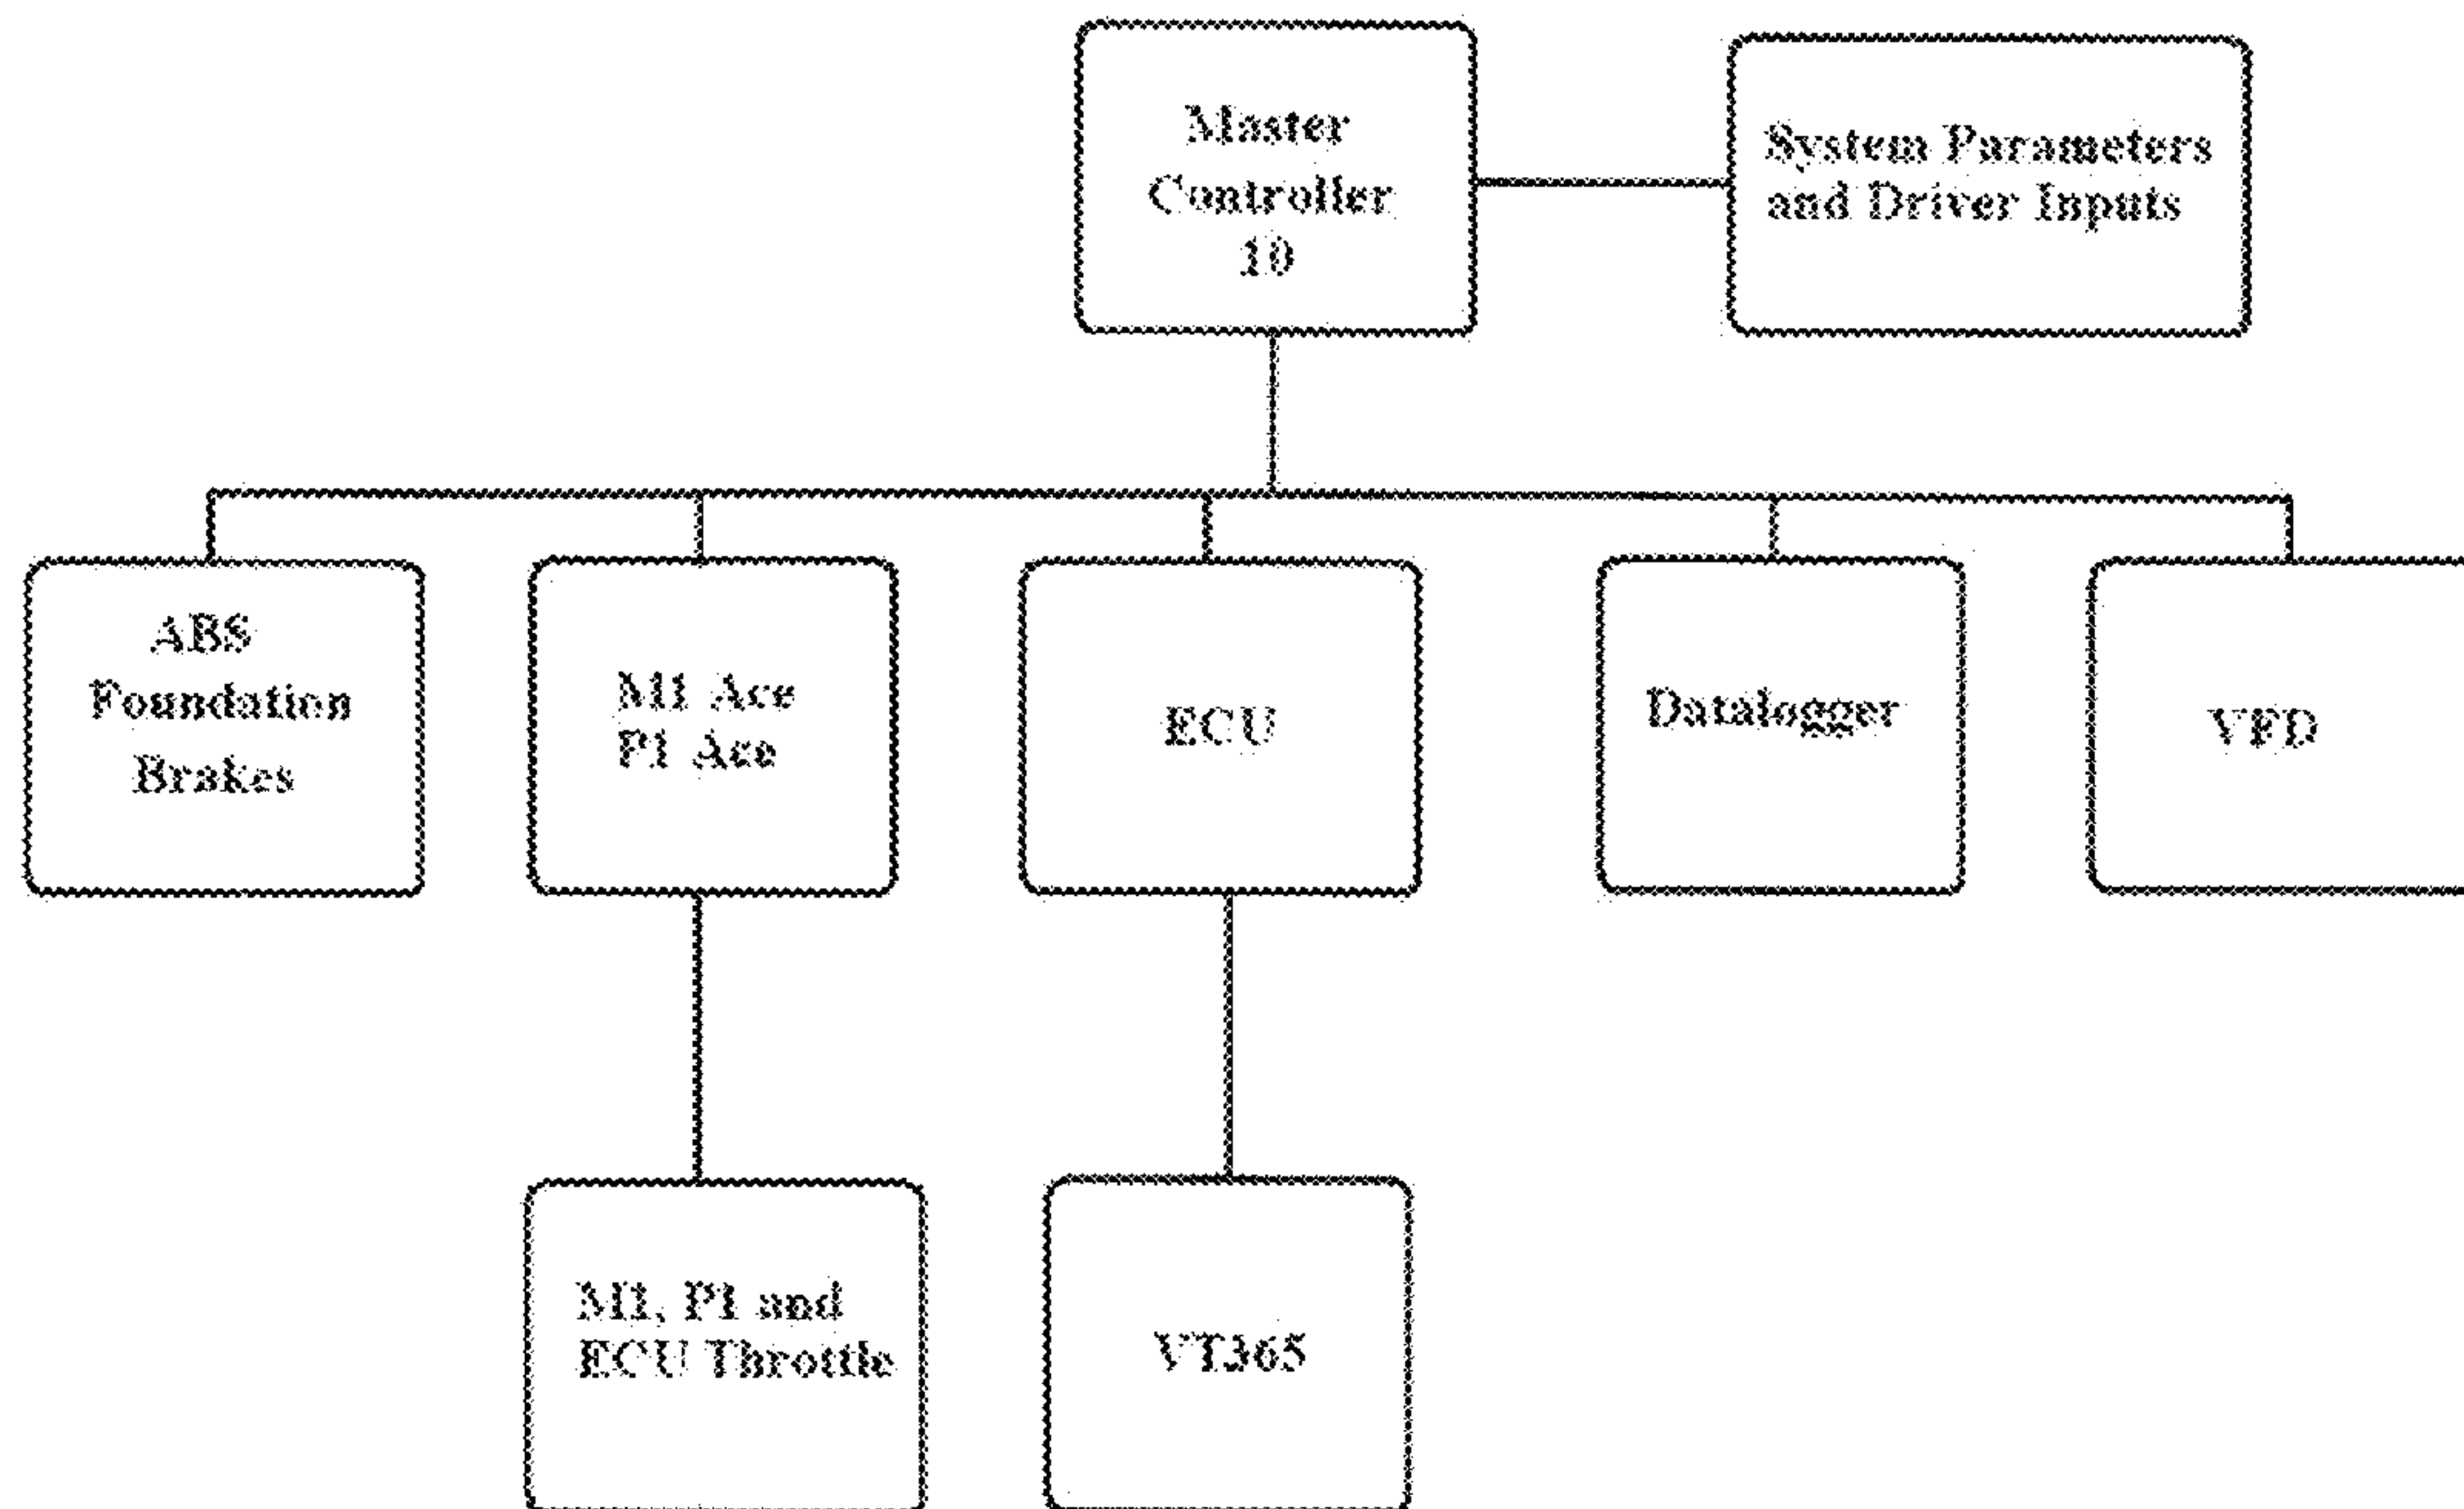 Master
Controller
10
System Parameters
and Driver Inputs
ABS
Foundation
Brakes
M1 Ace
P1 Ace
ECU
Datalogger
VFD
M1, P1 and
ECU Throttle
VT365